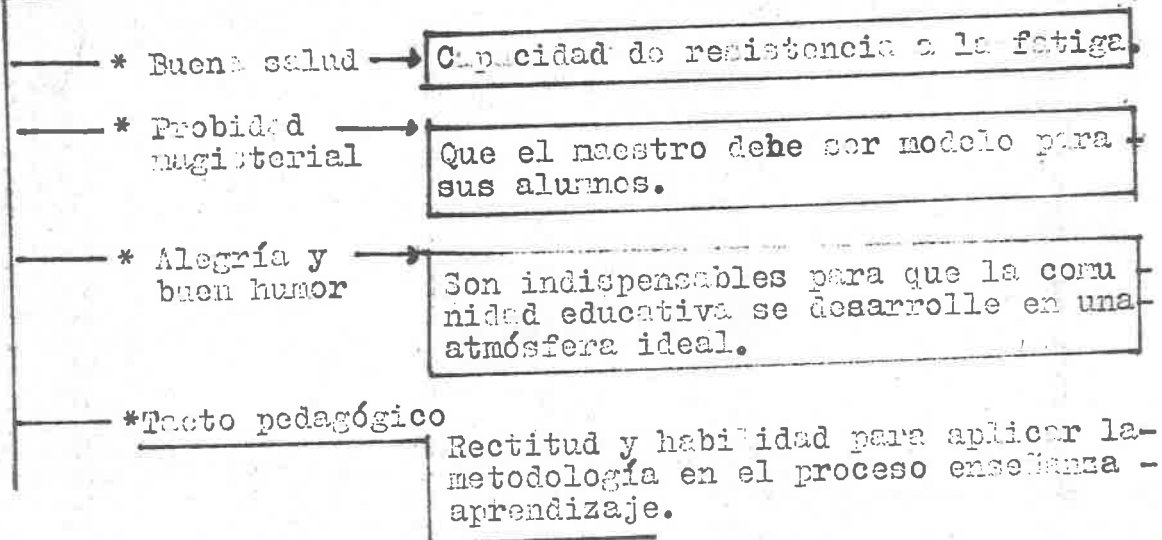 * Buena salud
Capacidad de resistencia a la fatiga.
* Probidad
magisterial
Que el maestro debe ser modelo para -
sus alumnos.
* Alegría y
buen humor
Son indispensables para que la comu -
nidad educativa se desarrolle en una-
atmósfera ideal.
*Tacto pedagógico
Rectitud y habilidad para aplicar la-
metodología en el proceso enseñanza -
aprendizaje.